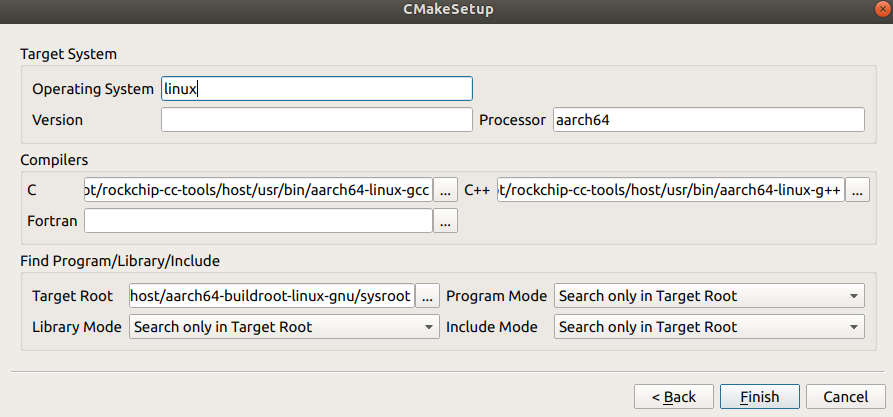 CMakeSetup
Target System
Operating System linux
Version Processor aarch64
Compilers
C ot/rockchip-cc-tools/host/usr/bin/aarch64-linux-gcc ... C++ t/rockchip-cc-tools/host/usr/bin/aarch64-linux-g++ ...
Fortran ...
Find Program/Library/Include
Target Root host/aarch64-buildroot-linux-gnu/sysroot ... Program Mode Search only in Target Root
Library Mode Search only in Target Root Include Mode Search only in Target Root
< Back Finish Cancel